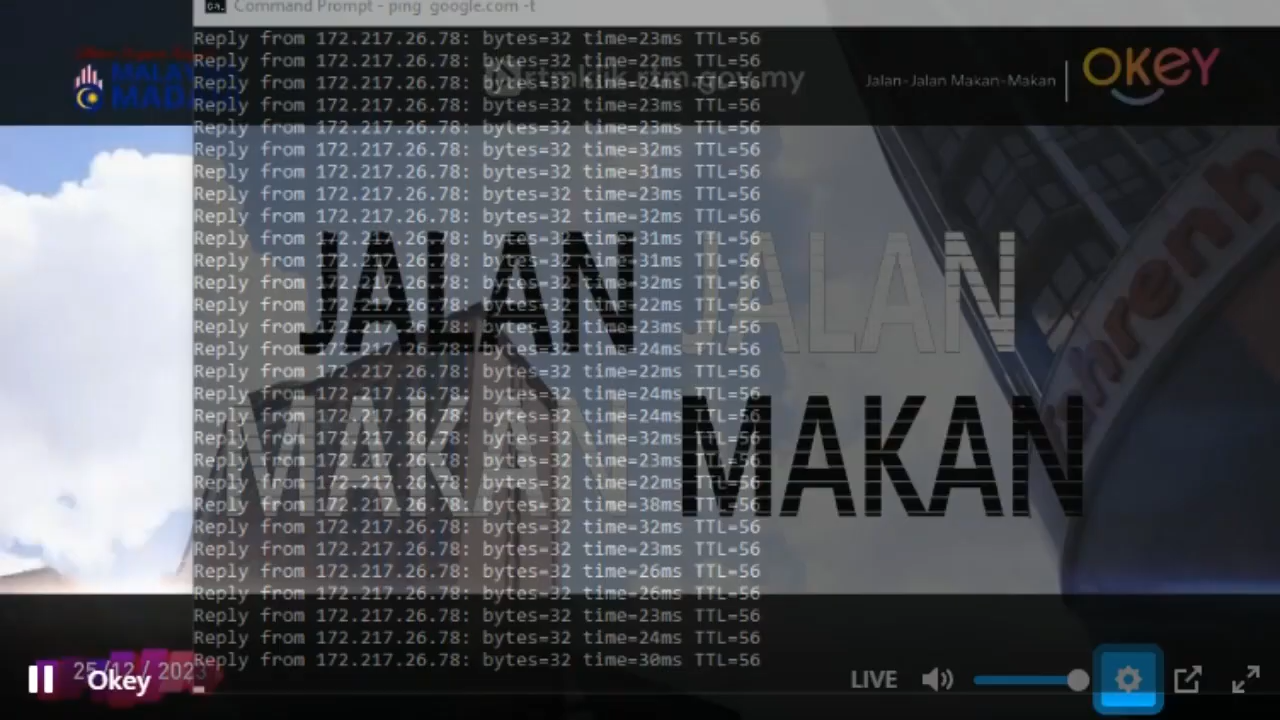 Command Prompt - ping google.com -t
Reply from 172.217.26.78: bytes=32 time=23ms TTL=56
Reply from 172.217.26.78: bytes=32 time=22ms TTL=56
Reply from 172.217.26.78: bytes=32 time=24ms TTL=56
Reply from 172.217.26.78: bytes=32 time=23ms TTL=56
Reply from 172.217.26.78: bytes=32 time=23ms TTL=56
Reply from 172.217.26.78: bytes=32 time=32ms TTL=56
Reply from 172.217.26.78: bytes=32 time=31ms TTL=56
Reply from 172.217.26.78: bytes=32 time=23ms TTL=56
Reply from 172.217.26.78: bytes=32 time=32ms TTL=56
Reply from 172.217.26.78: bytes=32 time=31ms TTL=56
Reply from 172.217.26.78: bytes=32 time=31ms TTL=56
Reply from 172.217.26.78: bytes=32 time=32ms TTL=56
Reply from 172.217.26.78: bytes=32 time=22ms TTL=56
Reply from 172.217.26.78: bytes=32 time=23ms TTL=56
Reply from 172.217.26.78: bytes=32 time=24ms TTL=56
Reply from 172.217.26.78: bytes=32 time=22ms TTL=56
Reply from 172.217.26.78: bytes=32 time=24ms TTL=56
Reply from 172.217.26.78: bytes=32 time=24ms TTL=56
Reply from 172.217.26.78: bytes=32 time=32ms TTL=56
Reply from 172.217.26.78: bytes=32 time=23ms TTL=56
Reply from 172.217.26.78: bytes=32 time=22ms TTL=56
Reply from 172.217.26.78: bytes=32 time=38ms TTL=56
Reply from 172.217.26.78: bytes=32 time=32ms TTL=56
Reply from 172.217.26.78: bytes=32 time=23ms TTL=56
Reply from 172.217.26.78: bytes=32 time=26ms TTL=56
Reply from 172.217.26.78: bytes=32 time=26ms TTL=56
Reply from 172.217.26.78: bytes=32 time=23ms TTL=56
Reply from 172.217.26.78: bytes=32 time=24ms TTL=56
Reply from 172.217.26.78: bytes=32 time=30ms TTL=56
Jalan-Jalan Makan-Makan
OKEY
JALAN JALAN
MAKAN MAKAN
25/12/2023
Okey
LIVE